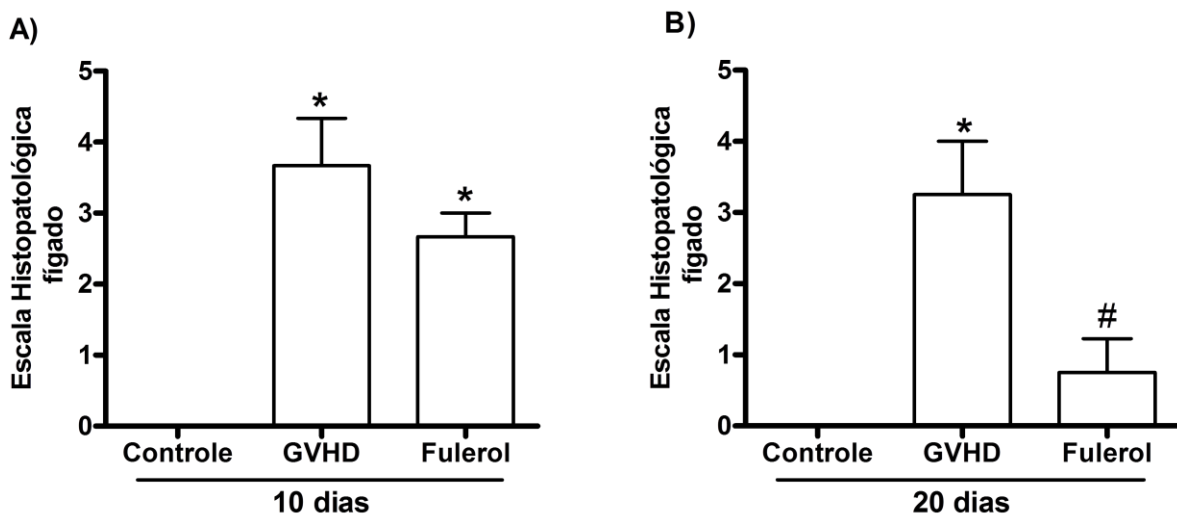 A)
Escala Histopatológica
fígado
5
4
3
2
1
0
*
*
Controle GVHD Fulerol
10 dias
B)
Escala Histopatológica
fígado
5
4
3
2
1
0
*
#
Controle GVHD Fulerol
20 dias